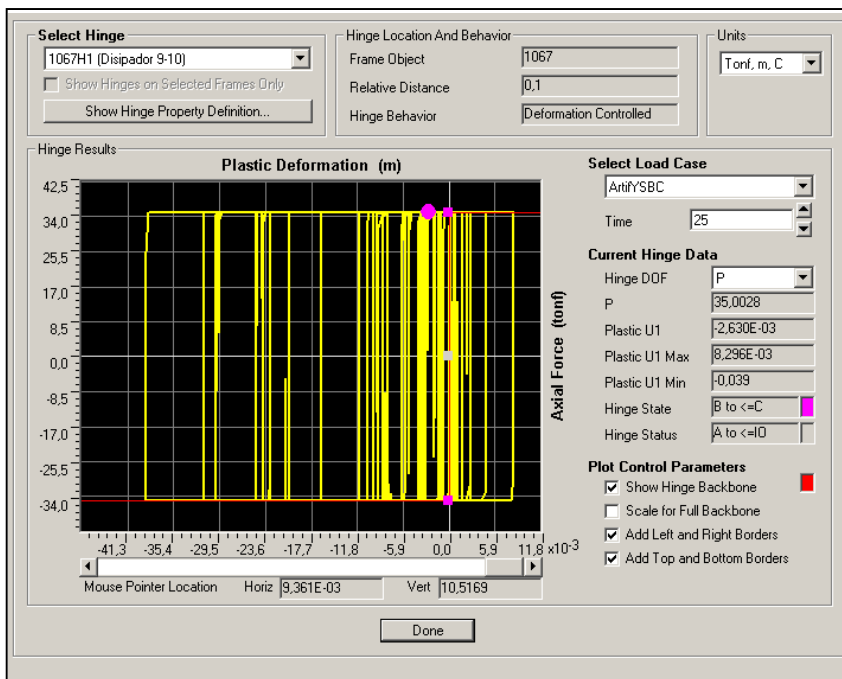 Select Hinge
1067H1 (Disipador 9-10)
Show Hinges on Selected Frames Only
Show Hinge Property Definition...
Hinge Location And Behavior
Frame Object 1067
Relative Distance 0,1
Hinge Behavior Deformation Controlled
Units
Tonf, m, C
Hinge Results
Plastic Deformation (m)
42,5
34,0
25,5
17,0
8,5
0,0
-8,5
-17,0
-25,5
-34,0
Axial Force (tonf)
-41,3 -35,4 -29,5 -23,6 -17,7 -11,8 -5,9 0,0 5,9 11,8 x10⁻³
Mouse Pointer Location Horiz 9,361E-03 Vert 10,5169
Select Load Case
ArtifYSBC
Time 25
Current Hinge Data
Hinge DOF P
P 35,0028
Plastic U1 -2,630E-03
Plastic U1 Max 8,296E-03
Plastic U1 Min -0,039
Hinge State B to <=C
Hinge Status A to <=IO
Plot Control Parameters
Show Hinge Backbone
Scale for Full Backbone
Add Left and Right Borders
Add Top and Bottom Borders
Done